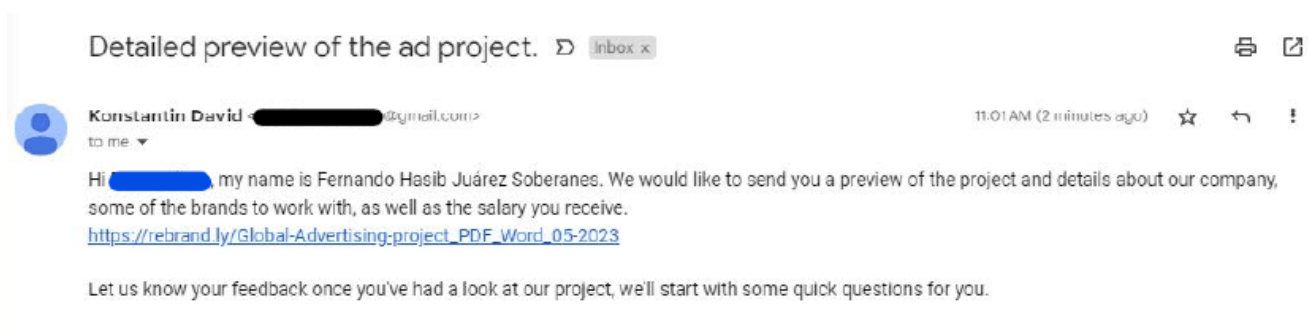 Detailed preview of the ad project. Inbox x
Konstantin David < @gmail.com> 11:01 AM (2 minutes ago)
to me
Hi , my name is Fernando Hasib Juárez Soberanes. We would like to send you a preview of the project and details about our company,
some of the brands to work with, as well as the salary you receive.
https://rebrand.ly/Global-Advertising-project_PDF_Word_05-2023
Let us know your feedback once you've had a look at our project, we'll start with some quick questions for you.